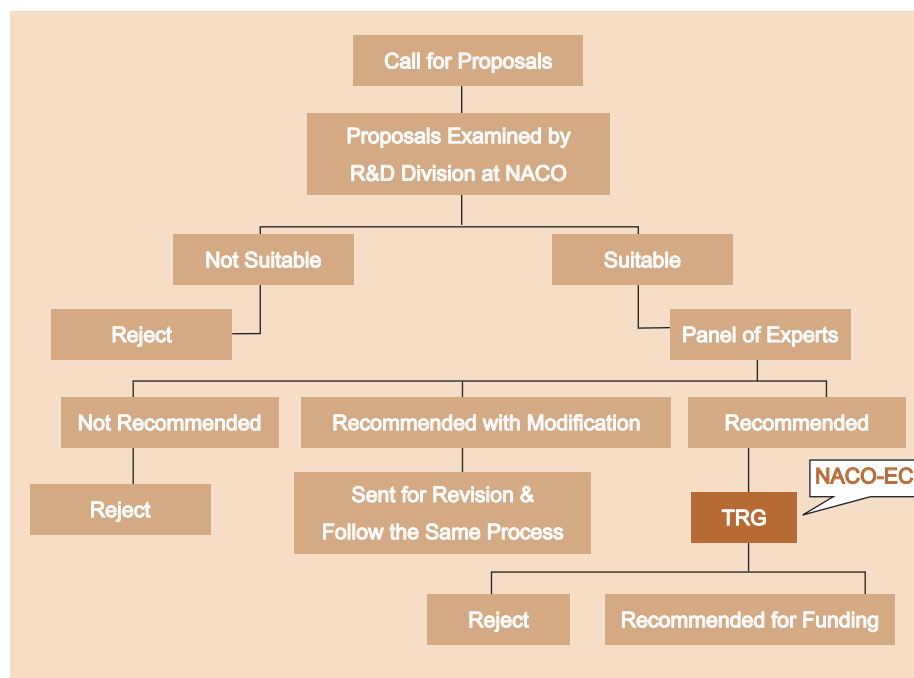 Call for Proposals
Proposals Examined by
R&D Division at NACO
Not Suitable
Suitable
Reject
Panel of Experts
Not Recommended
Recommended with Modification
Recommended
Reject
Sent for Revision &
Follow the Same Process
NACO-EC
TRG
Reject
Recommended for Funding